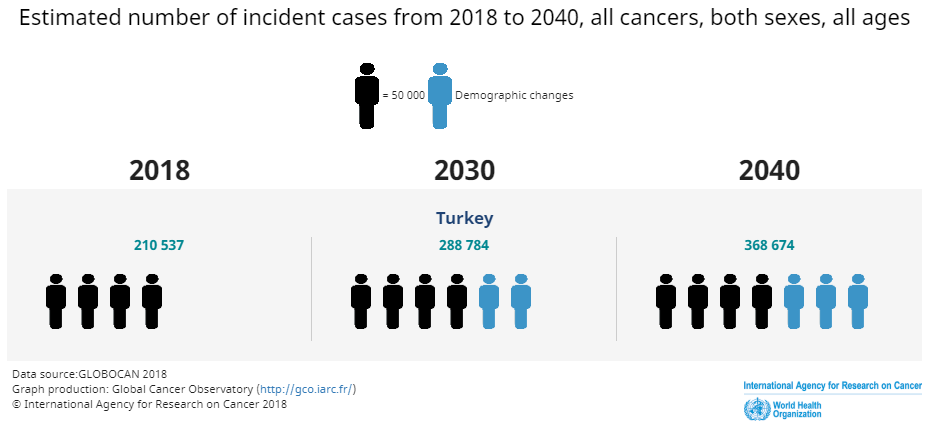 Estimated number of incident cases from 2018 to 2040, all cancers, both sexes, all ages
= 50 000 Demographic changes
2018 2030 2040
Turkey
210 537 288 784 368 674
Data source:GLOBOCAN 2018
Graph production: Global Cancer Observatory (http://gco.iarc.fr/)
© International Agency for Research on Cancer 2018
International Agency for Research on Cancer
World Health
Organization